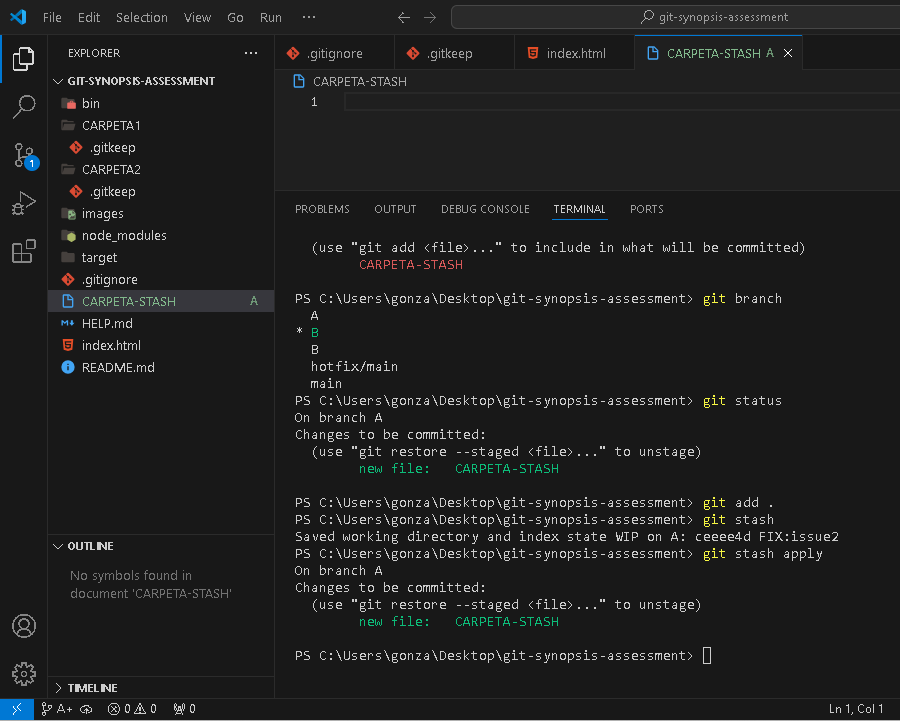 File Edit Selection View Go Run ···
git-synopsis-assessment
EXPLORER ···
GIT-SYNOPSIS-ASSESSMENT
bin
CARPETA1
.gitkeep
CARPETA2
.gitkeep
images
node_modules
target
.gitignore
CARPETA-STASH A
HELP.md
index.html
README.md
OUTLINE
No symbols found in
document 'CARPETA-STASH'
TIMELINE
1
.gitignore .gitkeep index.html CARPETA-STASH A
CARPETA-STASH
1
PROBLEMS OUTPUT DEBUG CONSOLE TERMINAL PORTS
(use "git add <file>..." to include in what will be committed)
CARPETA-STASH
PS C:\Users\gonza\Desktop\git-synopsis-assessment> git branch
A
* B
B
hotfix/main
main
PS C:\Users\gonza\Desktop\git-synopsis-assessment> git status
On branch A
Changes to be committed:
(use "git restore --staged <file>..." to unstage)
new file: CARPETA-STASH
PS C:\Users\gonza\Desktop\git-synopsis-assessment> git add .
PS C:\Users\gonza\Desktop\git-synopsis-assessment> git stash
Saved working directory and index state WIP on A: ceeee4d FIX:issue2
PS C:\Users\gonza\Desktop\git-synopsis-assessment> git stash apply
On branch A
Changes to be committed:
(use "git restore --staged <file>..." to unstage)
new file: CARPETA-STASH
PS C:\Users\gonza\Desktop\git-synopsis-assessment>
A+ 0 0 0 Ln 1, Col 1